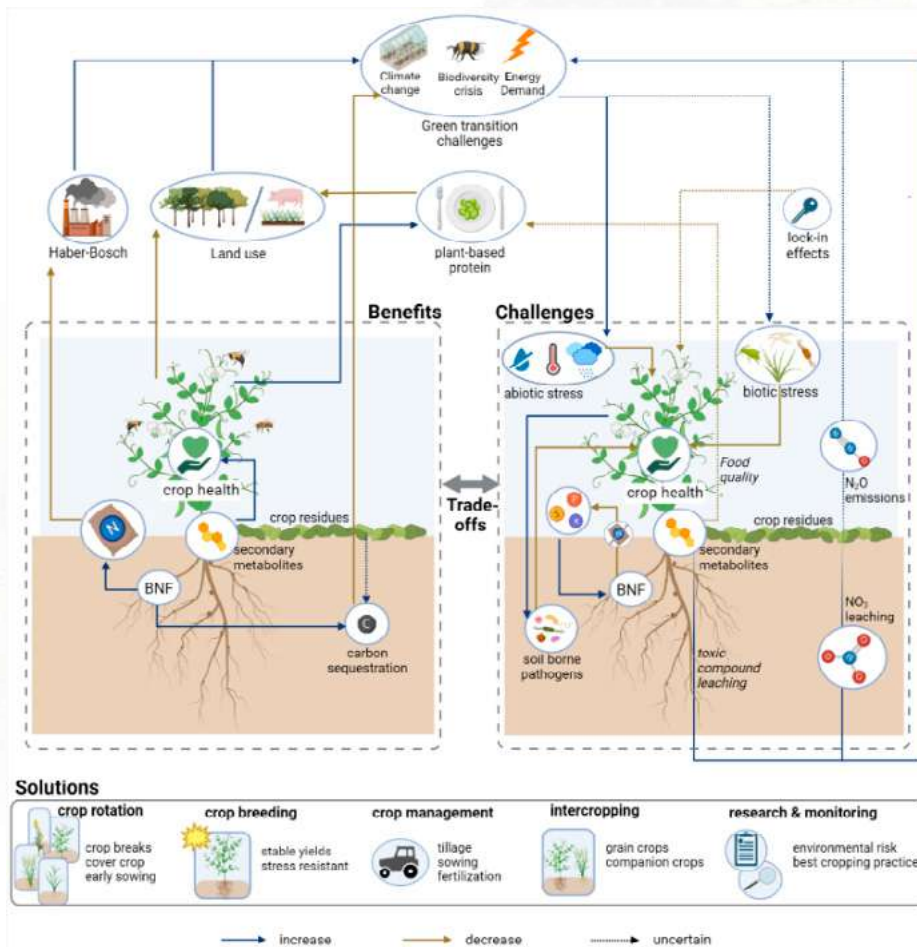 Climate
change
Biodiversity
crisis
Energy
Demand
Green transition
challenges
Haber-Bosch
Land use
plant-based
protein
lock-in
effects
Benefits
crop health
crop residues
N
secondary
metabolites
BNF
C
carbon
sequestration
Trade-
offs
Challenges
abiotic stress
biotic stress
crop health
Food
quality
N₂O
emissions
crop residues
secondary
metabolites
BNF
NO₃
leaching
soil borne
pathogens
toxic
compound
leaching
Solutions
crop rotation
crop breaks
cover crop
early sowing
crop breeding
stable yields
stress resistant
crop management
tillage
sowing
fertilization
intercropping
grain crops
companion crops
research & monitoring
environmental risk
best cropping practice
increase
decrease
uncertain